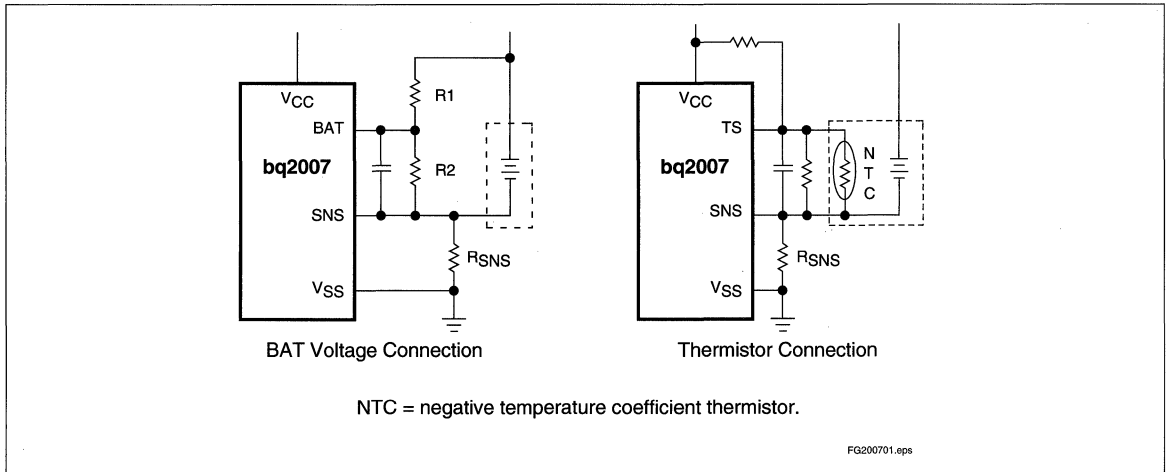 VCC
BAT
bq2007
SNS
VSS
R1
R2
RSNS
BAT Voltage Connection
VCC
TS
bq2007
SNS
VSS
N
T
C
RSNS
Thermistor Connection
NTC = negative temperature coefficient thermistor.
FG200701.eps